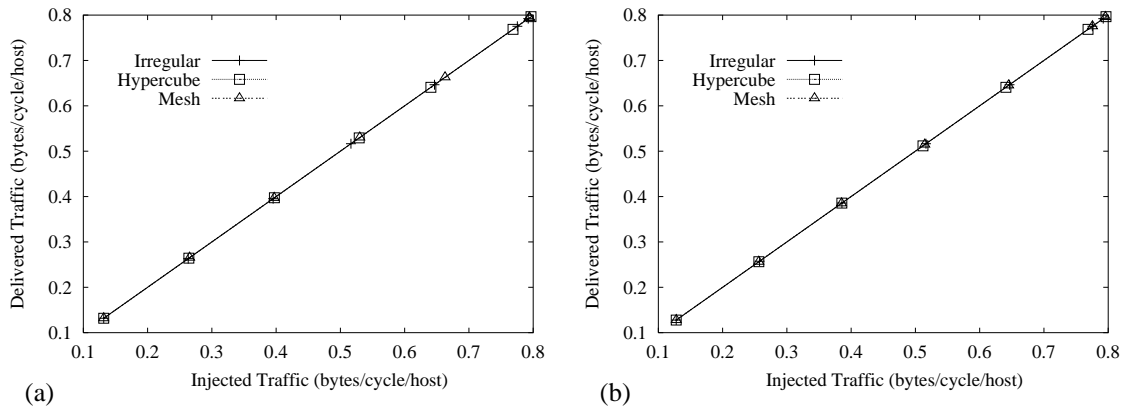 0.8
0.7
0.6
0.5
0.4
0.3
0.2
0.1
Delivered Traffic (bytes/cycle/host)
Irregular
Hypercube
Mesh
0.1 0.2 0.3 0.4 0.5 0.6 0.7 0.8
Injected Traffic (bytes/cycle/host)
(a)
0.8
0.7
0.6
0.5
0.4
0.3
0.2
0.1
Delivered Traffic (bytes/cycle/host)
Irregular
Hypercube
Mesh
0.1 0.2 0.3 0.4 0.5 0.6 0.7 0.8
Injected Traffic (bytes/cycle/host)
(b)